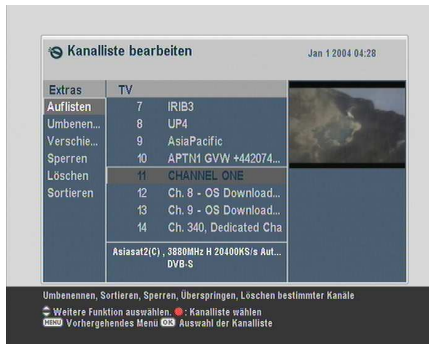 Kanalliste bearbeiten
Jan 1 2004 04:28
Extras
TV
Auflisten
7 IRIB3
Umbenen...
8 UP4
Verschie...
9 AsiaPacific
Sperren
10 APTN1 GVW +442074...
Löschen
11 CHANNEL ONE
Sortieren
12 Ch. 8 - OS Download...
13 Ch. 9 - OS Download...
14 Ch. 340, Dedicated Cha
Asiasat2(C) , 3880MHz H 20400KS/s Aut...
DVB-S
Umbenennen, Sortieren, Sperren, Überspringen, Löschen bestimmter Kanäle
Weitere Funktion auswählen. : Kanalliste wählen
MENU Vorhergehendes Menü OK Auswahl der Kanalliste